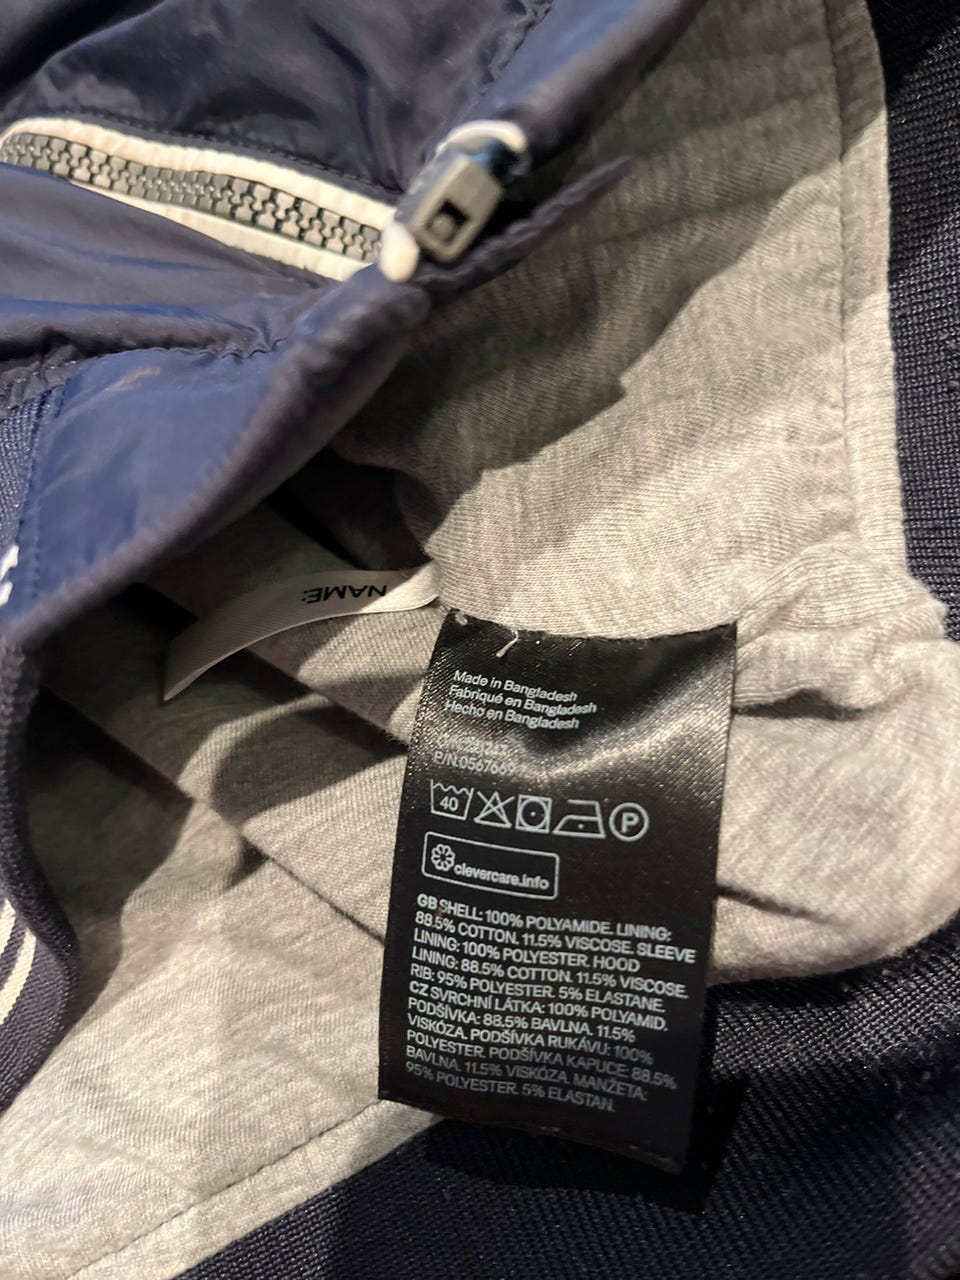 NAME:
Made in Bangladesh
Fabriqué en Bangladesh
Hecho en Bangladesh
P/N.0567669
40
P
clevercare.info
GB SHELL: 100% POLYAMIDE. LINING:
88.5% COTTON. 11.5% VISCOSE. SLEEVE
LINING: 100% POLYESTER. HOOD
LINING: 88.5% COTTON. 11.5% VISCOSE.
RIB: 95% POLYESTER. 5% ELASTANE.
CZ SVRCHNÍ LÁTKA: 100% POLYAMID.
PODŠÍVKA: 88.5% BAVLNA. 11.5%
VISKÓZA. PODŠÍVKA RUKÁVU: 100%
POLYESTER. PODŠÍVKA KAPUCE: 88.5%
BAVLNA. 11.5% VISKÓZA. MANŽETA:
95% POLYESTER. 5% ELASTAN.